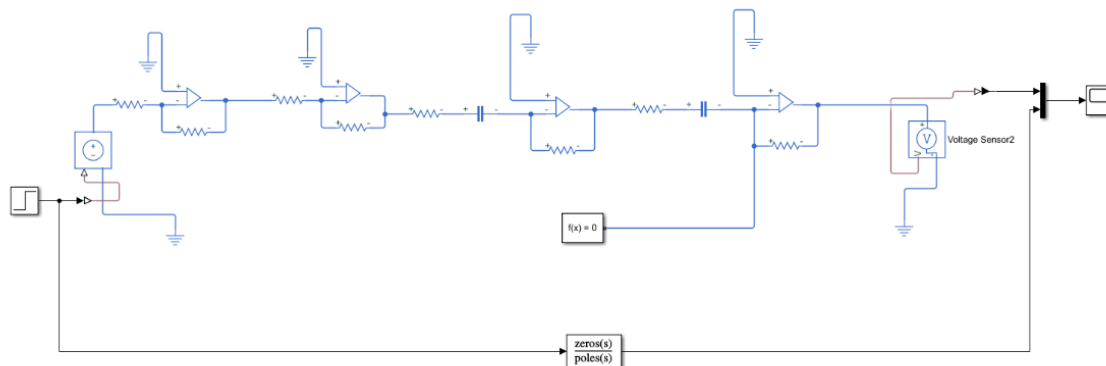 Voltage Sensor2
V
V
f(x) = 0
zeros(s)
poles(s)